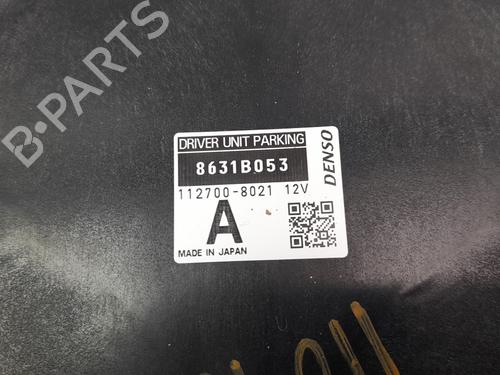 B-PARTS
DRIVER UNIT PARKING
8631B053
112700-8021 12V
A
MADE IN JAPAN
DENSO